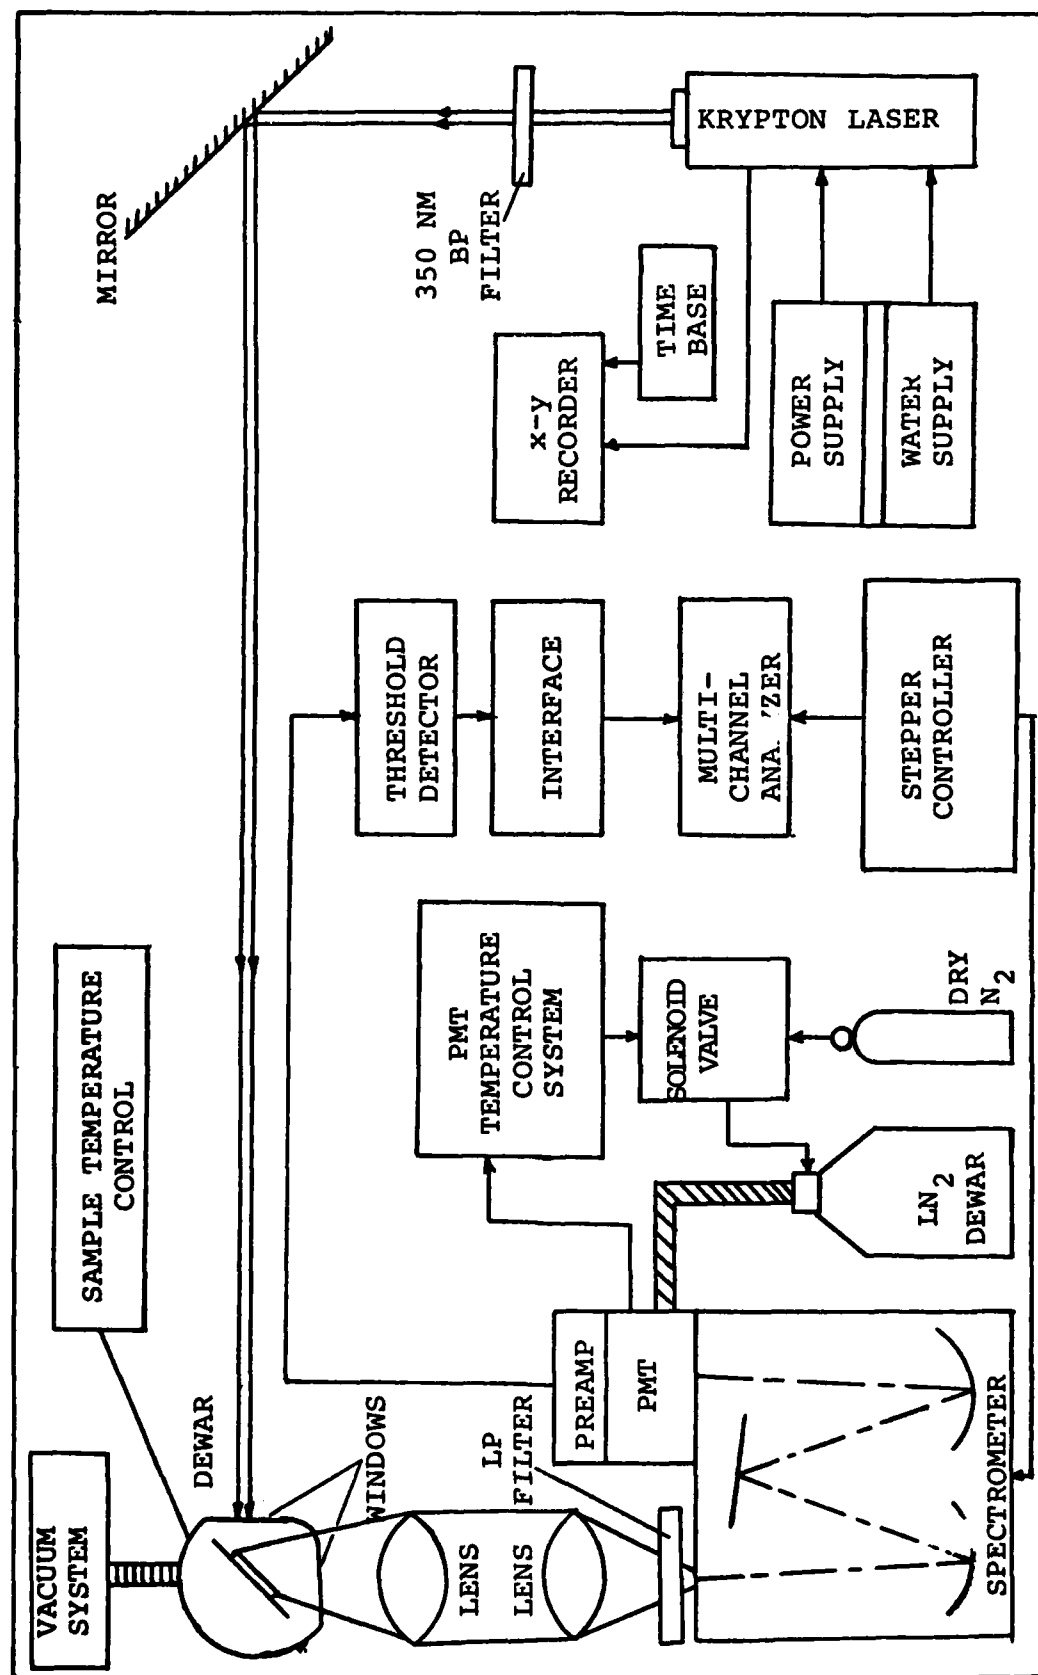 VACUUM
SYSTEM
SAMPLE TEMPERATURE
CONTROL
MIRROR
DEWAR
WINDOWS
LENS
LENS
LP
FILTER
PREAMP
PMT
SPECTROMETER
PMT
TEMPERATURE
CONTROL
SYSTEM
SOLENOID
VALVE
LN2
DEWAR
DRY
N2
THRESHOLD
DETECTOR
INTERFACE
MULTI-
CHANNEL
STEPPER
CONTROLLER
350 NM
BP
FILTER
x-y
RECORDER
TIME
BASE
KRYPTON LASER
POWER
SUPPLY
WATER
SUPPLY